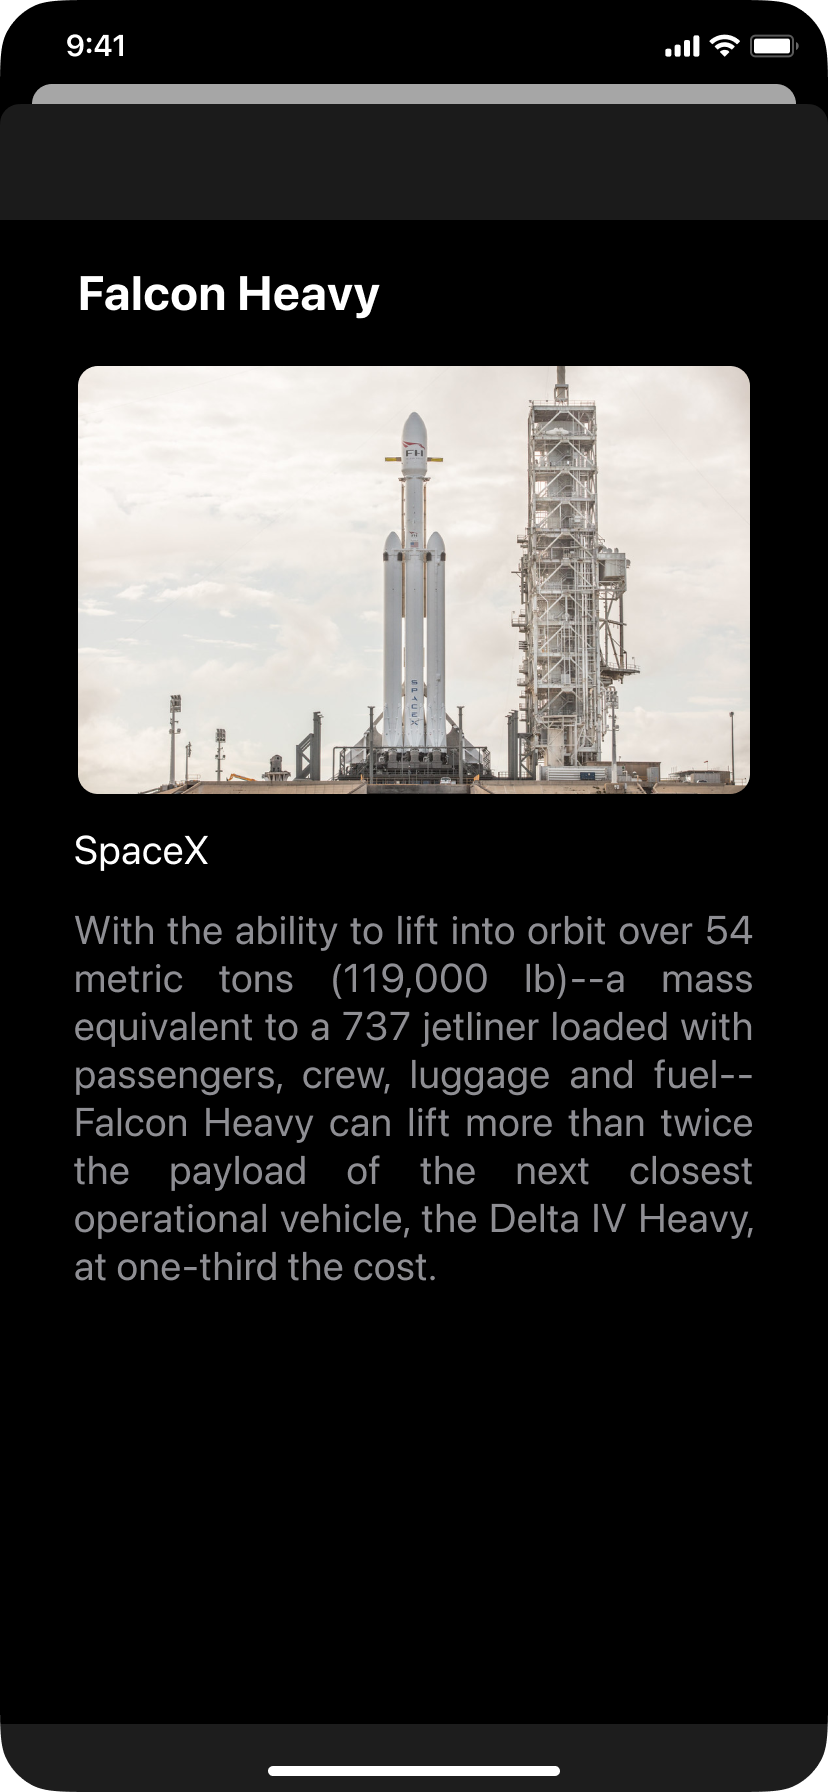 9:41
Falcon Heavy
FH
SPACEX
SpaceX
With the ability to lift into orbit over 54
metric tons (119,000 lb)--a mass
equivalent to a 737 jetliner loaded with
passengers, crew, luggage and fuel--
Falcon Heavy can lift more than twice
the payload of the next closest
operational vehicle, the Delta IV Heavy,
at one-third the cost.